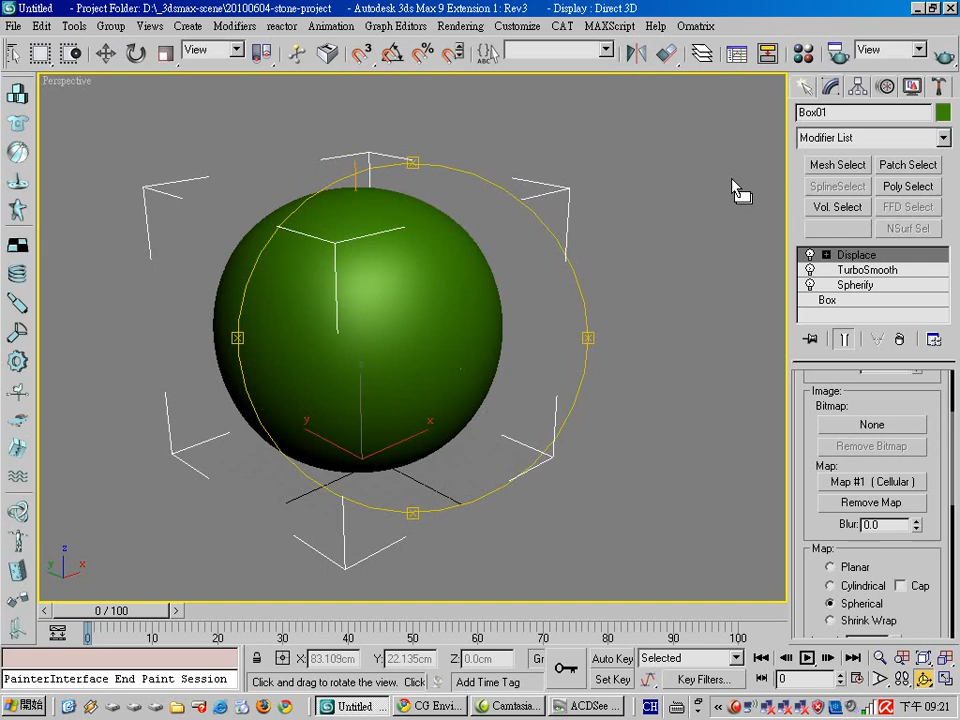 Untitled - Project Folder: D:\_3dsmax-scene\20100604-stone-project - Autodesk 3ds Max 9 Extension 1: Rev3 - Display : Direct 3D
File Edit Tools Group Views Create Modifiers reactor Animation Graph Editors Rendering Customize CAT MAXScript Help Omatrix
View 3 % ABC View
Perspective
Box01
Modifier List
Mesh Select Patch Select
SplineSelect Poly Select
Vol. Select FFD Select
NSurf Sel
Displace
TurboSmooth
Spherify
Box
Image:
Bitmap:
None
Remove Bitmap
Map:
Map #1 ( Cellular )
Remove Map
Blur: 0.0
Map:
Planar
Cylindrical Cap
Spherical
Shrink Wrap
y x
z
y x
0 / 100
0 10 20 30 40 50 60 70 80 90 100
X: 83.109cm Y: 22.135cm Z: 0.0cm Gr Auto Key Selected
PainterInterface End Paint Session Click and drag to rotate the view. Click Add Time Tag Set Key Key Filters... 0
開始 Untitled ... CG Envi... Camtasia... ACDSee ... CH 下午 09:21